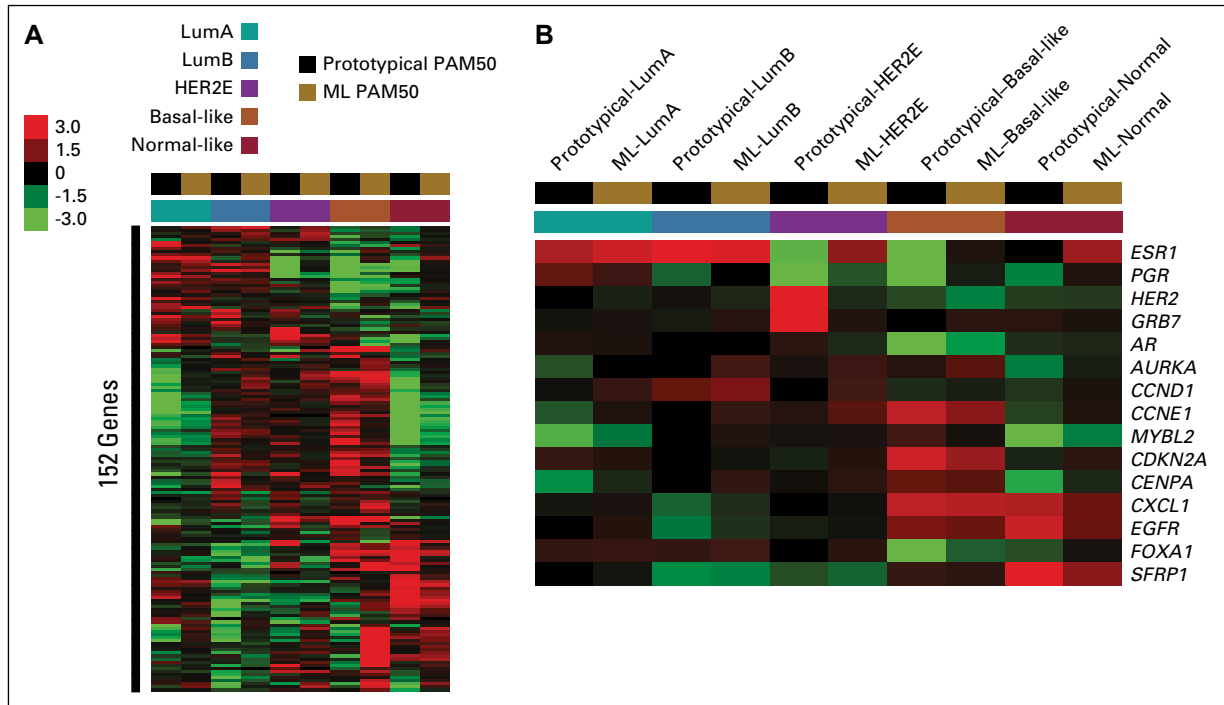 A
LumA
LumB
HER2E
Basal-like
Normal-like
Prototypical PAM50
ML PAM50
3.0
1.5
0
-1.5
-3.0
152 Genes
B
Prototypical-LumA
ML-LumA
Prototypical-LumB
ML-LumB
Prototypical-HER2E
ML-HER2E
Prototypical–Basal-like
ML–Basal-like
Prototypical-Normal
ML-Normal
ESR1
PGR
HER2
GRB7
AR
AURKA
CCND1
CCNE1
MYBL2
CDKN2A
CENPA
CXCL1
EGFR
FOXA1
SFRP1